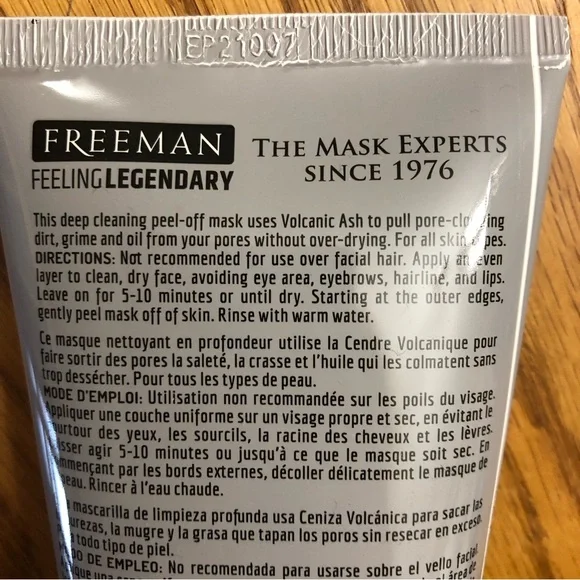 EP21007
FREEMAN
FEELING LEGENDARY
THE MASK EXPERTS
SINCE 1976
This deep cleaning peel-off mask uses Volcanic Ash to pull pore-clogging
dirt, grime and oil from your pores without over-drying. For all skin types.
DIRECTIONS: Not recommended for use over facial hair. Apply an even
layer to clean, dry face, avoiding eye area, eyebrows, hairline, and lips.
Leave on for 5-10 minutes or until dry. Starting at the outer edges,
gently peel mask off of skin. Rinse with warm water.
Ce masque nettoyant en profondeur utilise la Cendre Volcanique pour
faire sortir des pores la saleté, la crasse et l'huile qui les colmatent sans
trop dessécher. Pour tous les types de peau.
MODE D'EMPLOI: Utilisation non recommandée sur les poils du visage.
Appliquer une couche uniforme sur un visage propre et sec, en évitant le
pourtour des yeux, les sourcils, la racine des cheveux et les lèvres.
Laisser agir 5-10 minutes ou jusqu'à ce que le masque soit sec. En
commençant par les bords externes, décoller délicatement le masque de
peau. Rincer à l'eau chaude.
mascarilla de limpieza profunda usa Ceniza Volcánica para sacar las
impurezas, la mugre y la grasa que tapan los poros sin resecar en exceso.
todo tipo de piel.
MODO DE EMPLEO: No recomendada para usarse sobre el vello facial.
una
el área de